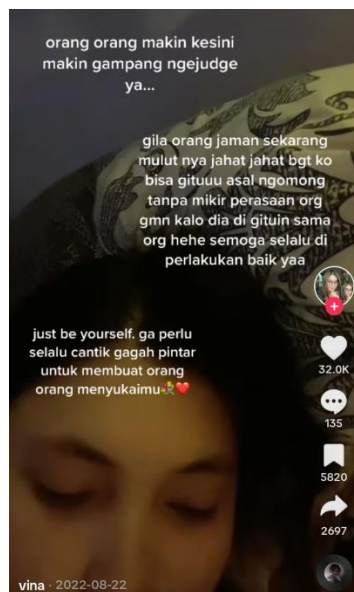 orang orang makin kesini
makin gampang ngejudge
ya...
gila orang jaman sekarang
mulut nya jahat jahat bgt ko
bisa gituuu asal ngomong
tanpa mikir perasaan org
gmn kalo dia di gituin sama
org hehe semoga selalu di
perlakukan baik yaa
just be yourself. ga perlu
selalu cantik gagah pintar
untuk membuat orang
orang menyukaimu💐❤️
32.0K
135
5820
2697
vina · 2022-08-22